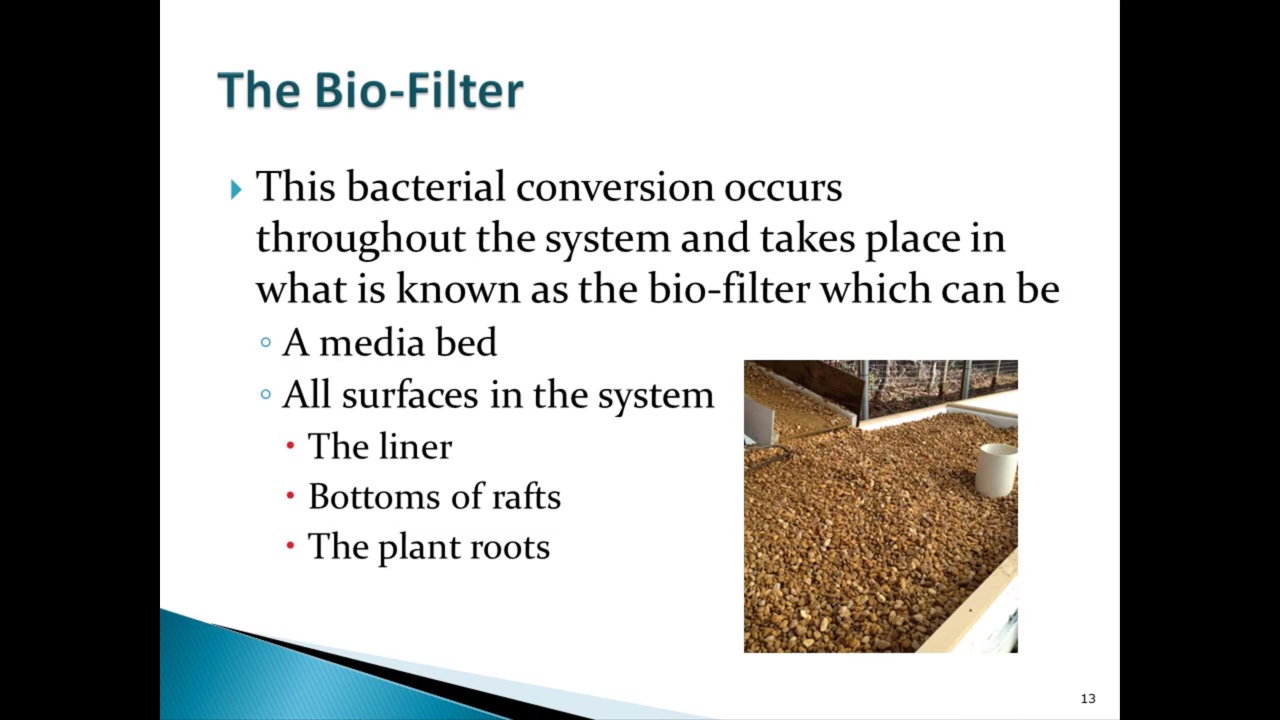 The Bio-Filter
This bacterial conversion occurs
throughout the system and takes place in
what is known as the bio-filter which can be
A media bed
All surfaces in the system
The liner
Bottoms of rafts
The plant roots
13